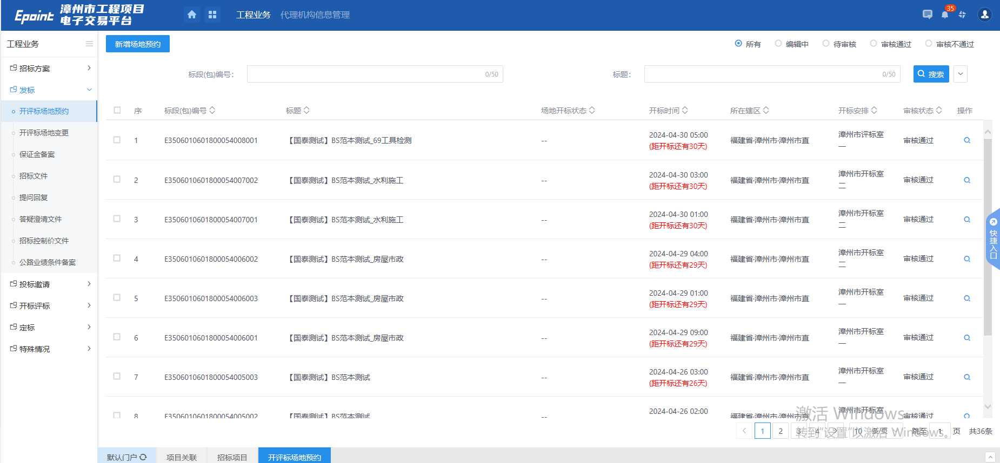 Epoint 漳州市工程项目
电子交易平台
工程业务 代理机构信息管理
35
工程业务
新增场地预约
所有 编辑中 待审核 审核通过 审核不通过
招标方案
发标
开评标场地预约
开评标场地变更
保证金备案
招标文件
提问回复
答疑澄清文件
招标控制价文件
公路业绩条件备案
投标邀请
开标评标
定标
特殊情况
标段(包)编号: 0/50 标题: 0/50 搜索
序 标段(包)编号 标题 场地开标状态 开标时间 所在辖区 开标安排 审核状态 操作
1 E3506010601800054008001 【国泰测试】BS范本测试_69工具检测 -- 2024-04-30 05:00 福建省·漳州市·漳州市直 漳州市评标室 审核通过
(距开标还有30天) 一
2 E3506010601800054007002 【国泰测试】BS范本测试_水利施工 -- 2024-04-30 03:00 福建省·漳州市·漳州市直 漳州市开标室 审核通过
(距开标还有30天) 二
3 E3506010601800054007001 【国泰测试】BS范本测试_水利施工 -- 2024-04-30 01:00 福建省·漳州市·漳州市直 漳州市开标室 审核通过
(距开标还有30天) 二
4 E3506010601800054006002 【国泰测试】BS范本测试_房屋市政 -- 2024-04-29 04:00 福建省·漳州市·漳州市直 漳州市开标室 审核通过
(距开标还有29天) 二
5 E3506010601800054006003 【国泰测试】BS范本测试_房屋市政 -- 2024-04-29 01:00 福建省·漳州市·漳州市直 漳州市开标室 审核通过
(距开标还有29天) 一
6 E3506010601800054006001 【国泰测试】BS范本测试_房屋市政 -- 2024-04-29 09:00 福建省·漳州市·漳州市直 漳州市开标室 审核通过
(距开标还有29天) 一
7 E3506010601800054005003 【国泰测试】BS范本测试 -- 2024-04-26 03:00 福建省·漳州市·漳州市直 漳州市开标室 审核通过
(距开标还有26天) 一
8 E3506010601800054005002 【国泰测试】BS范本测试 -- 2024-04-26 02:00 福建省·漳州市·漳州市直 漳州市开标室 审核通过
快捷入口
激活 Windows
转到“设置”以激活 Windows。
1 2 3 4 10 条/页 跳至 1 页 共36条
默认门户 项目关联 招标项目 开评标场地预约